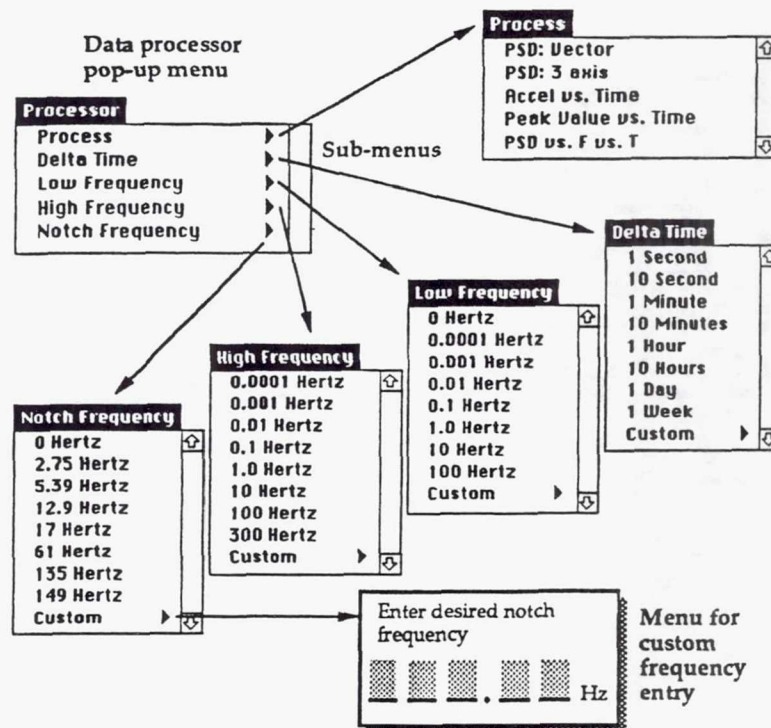 Data processor
pop-up menu
Processor
Process
Delta Time
Low Frequency
High Frequency
Notch Frequency
Sub-menus
Process
PSD: Vector
PSD: 3 axis
Accel vs. Time
Peak Value vs. Time
PSD vs. F vs. T
Delta Time
1 Second
10 Second
1 Minute
10 Minutes
1 Hour
10 Hours
1 Day
1 Week
Custom
Low Frequency
0 Hertz
0.0001 Hertz
0.001 Hertz
0.01 Hertz
0.1 Hertz
1.0 Hertz
10 Hertz
100 Hertz
Custom
High Frequency
0.0001 Hertz
0.001 Hertz
0.01 Hertz
0.1 Hertz
1.0 Hertz
10 Hertz
100 Hertz
300 Hertz
Custom
Notch Frequency
0 Hertz
2.75 Hertz
5.39 Hertz
12.9 Hertz
17 Hertz
61 Hertz
135 Hertz
149 Hertz
Custom
Enter desired notch
frequency
. Hz
Menu for
custom
frequency
entry